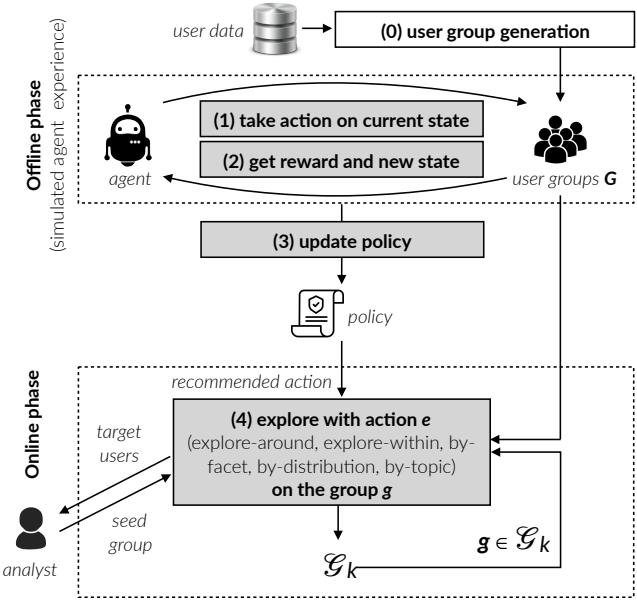 user data
(0) user group generation
Offline phase
(simulated agent experience)
(1) take action on current state
(2) get reward and new state
agent
user groups G
(3) update policy
policy
Online phase
recommended action
(4) explore with action e
(explore-around, explore-within, by-
facet, by-distribution, by-topic)
on the group g
target
users
seed
group
analyst
𝒢k
g ∈ 𝒢k